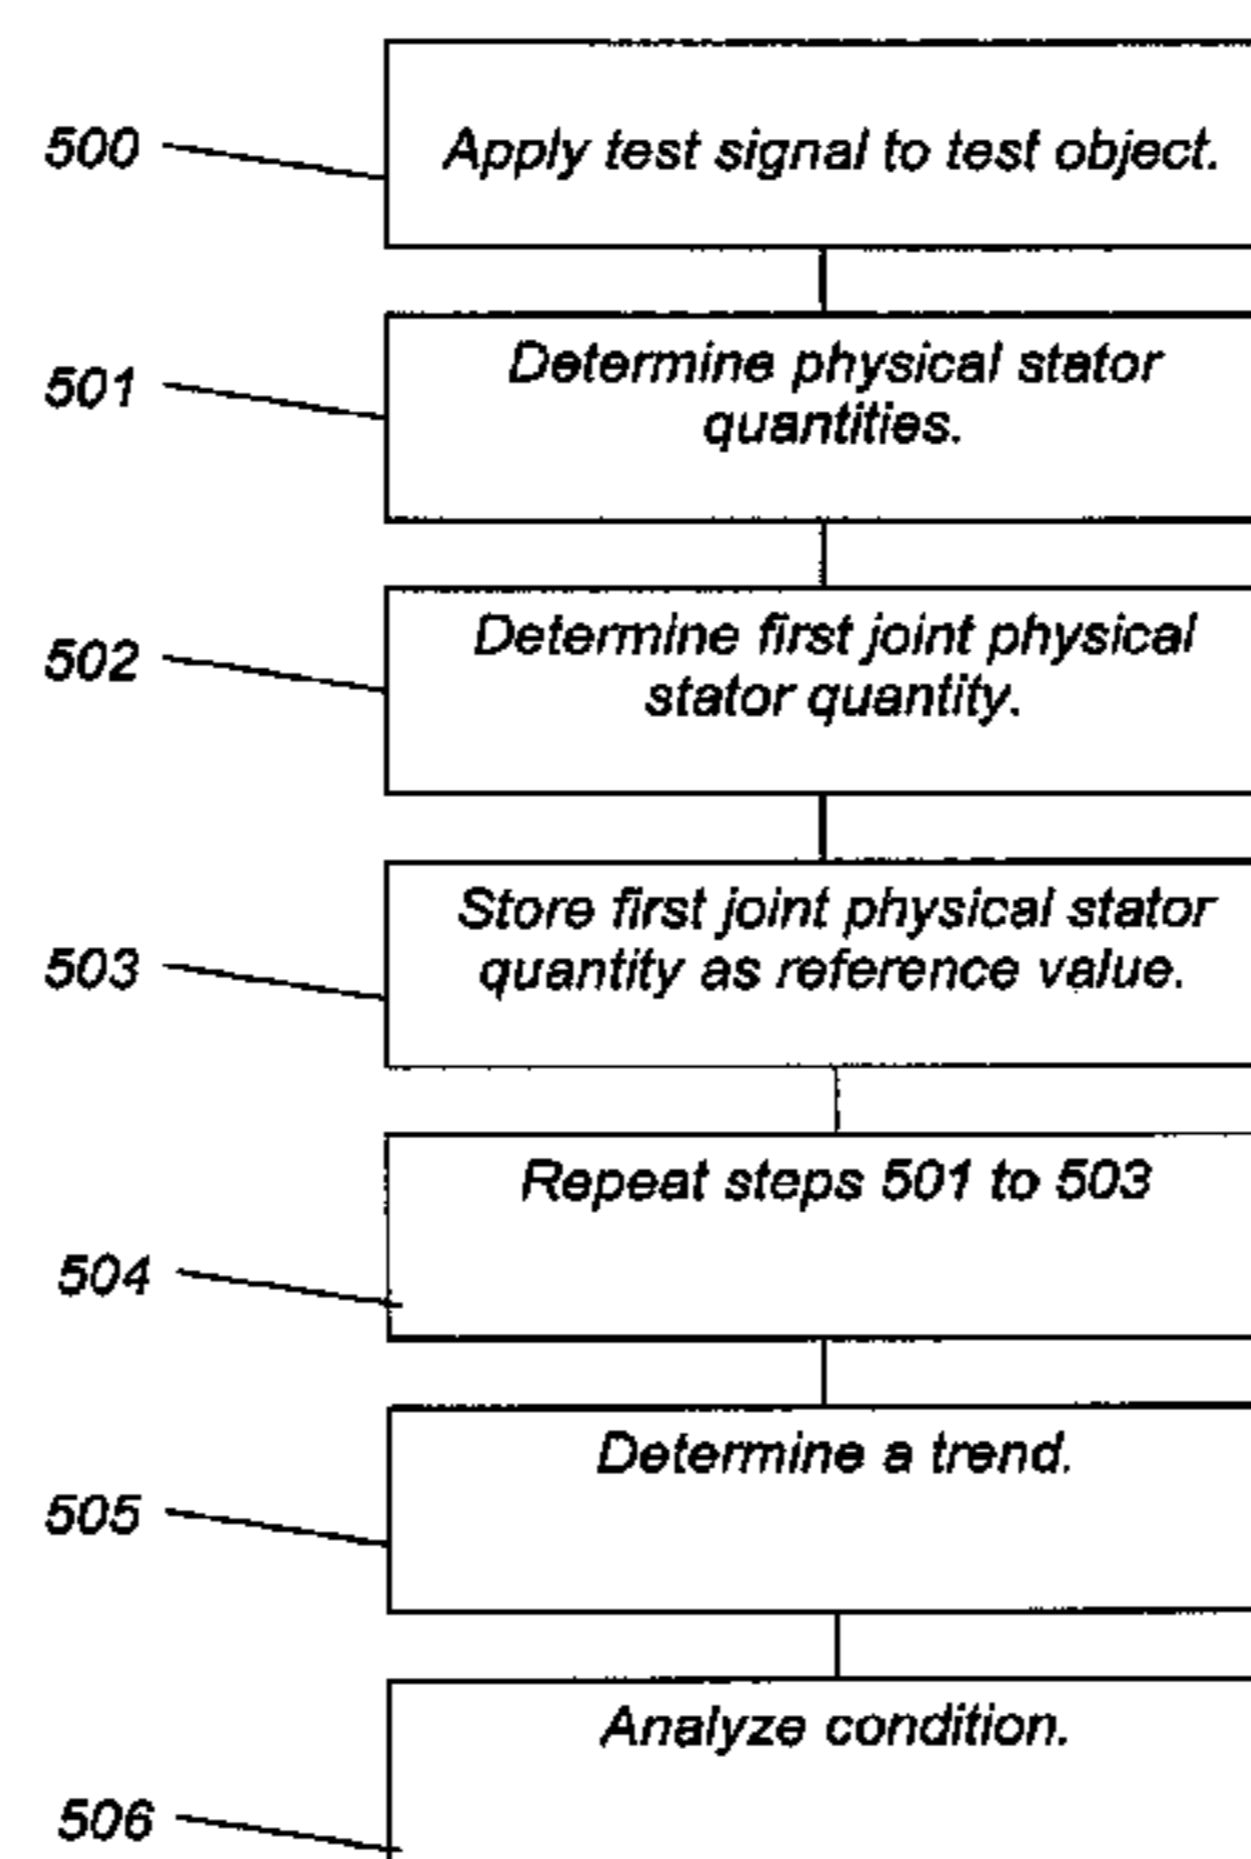 500
Apply test signal to test object.
501
Determine physical stator
quantities.
502
Determine first joint physical
stator quantity.
503
Store first joint physical stator
quantity as reference value.
Repeat steps 501 to 503
504
Determine a trend.
505
Analyze condition.
506